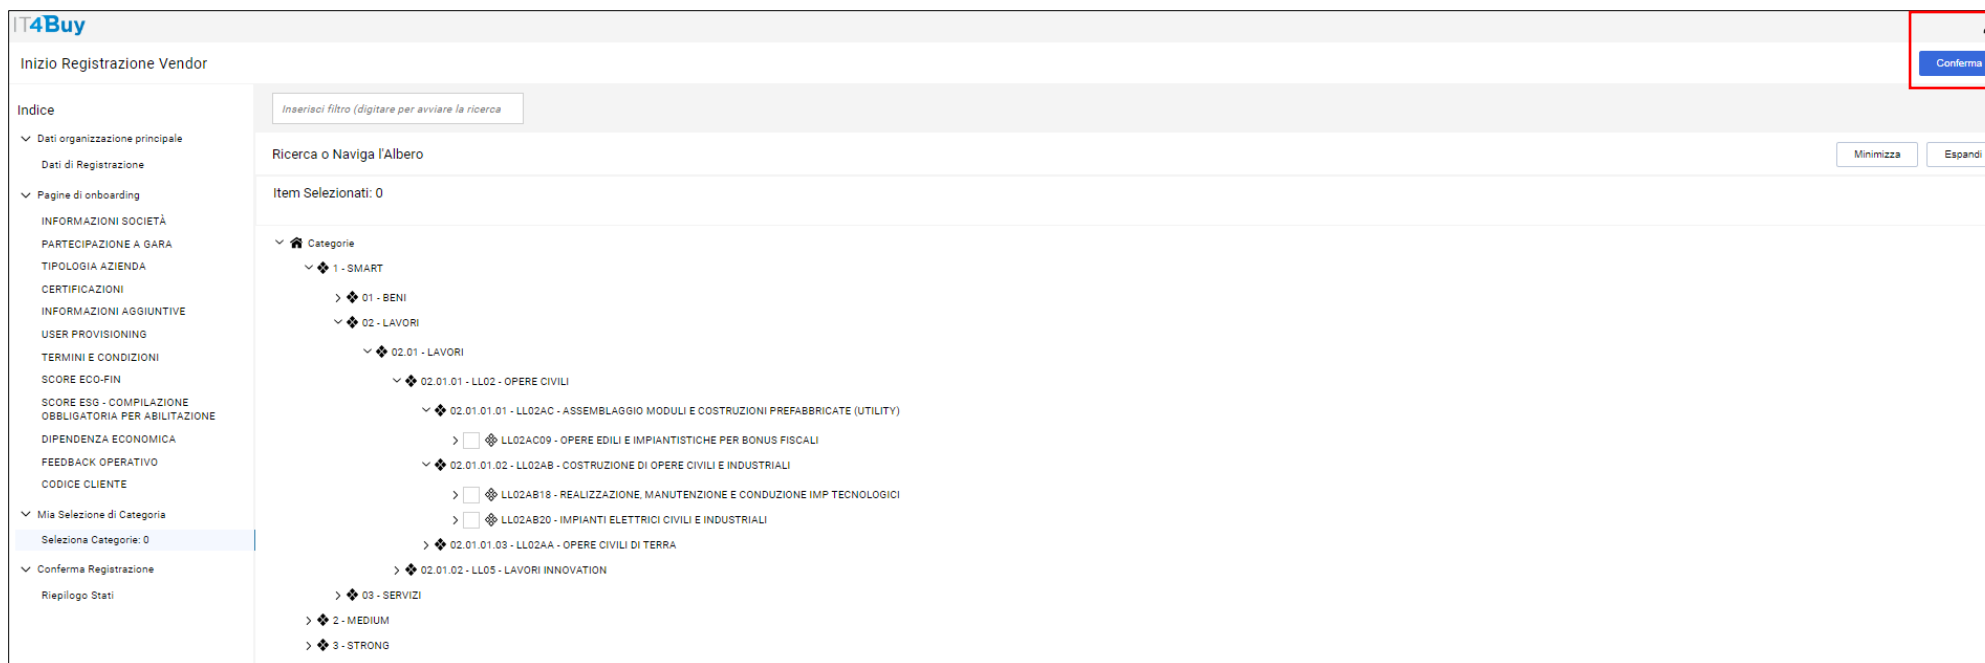 IT4Buy
Inizio Registrazione Vendor
Conferma
Indice
Dati organizzazione principale
Dati di Registrazione
Pagine di onboarding
INFORMAZIONI SOCIETÀ
PARTECIPAZIONE A GARA
TIPOLOGIA AZIENDA
CERTIFICAZIONI
INFORMAZIONI AGGIUNTIVE
USER PROVISIONING
TERMINI E CONDIZIONI
SCORE ECO-FIN
SCORE ESG - COMPILAZIONE
OBBLIGATORIA PER ABILITAZIONE
DIPENDENZA ECONOMICA
FEEDBACK OPERATIVO
CODICE CLIENTE
Mia Selezione di Categoria
Seleziona Categorie: 0
Conferma Registrazione
Riepilogo Stati
Inserisci filtro (digitare per avviare la ricerca
Ricerca o Naviga l'Albero
Minimizza
Espandi
Item Selezionati: 0
Categorie
1 - SMART
01 - BENI
02 - LAVORI
02.01 - LAVORI
02.01.01 - LL02 - OPERE CIVILI
02.01.01.01 - LL02AC - ASSEMBLAGGIO MODULI E COSTRUZIONI PREFABBRICATE (UTILITY)
LL02AC09 - OPERE EDILI E IMPIANTISTICHE PER BONUS FISCALI
02.01.01.02 - LL02AB - COSTRUZIONE DI OPERE CIVILI E INDUSTRIALI
LL02AB18 - REALIZZAZIONE, MANUTENZIONE E CONDUZIONE IMP TECNOLOGICI
LL02AB20 - IMPIANTI ELETTRICI CIVILI E INDUSTRIALI
02.01.01.03 - LL02AA - OPERE CIVILI DI TERRA
02.01.02 - LL05 - LAVORI INNOVATION
03 - SERVIZI
2 - MEDIUM
3 - STRONG